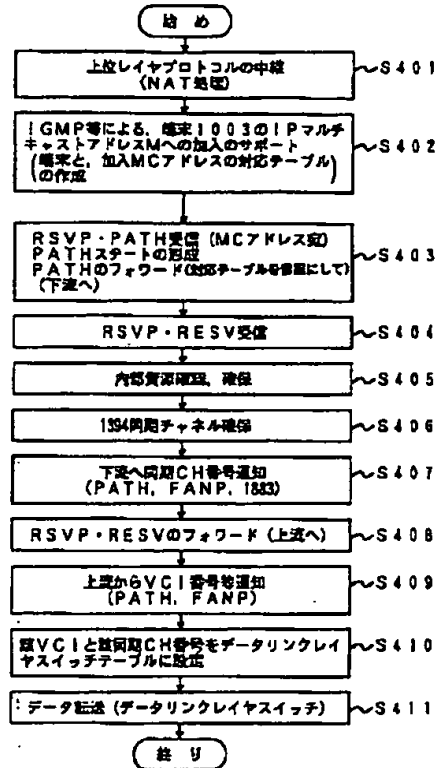 始 め
上位レイヤプロトコルの中継
(NAT処理)
S401
IGMP等による、端末1003のIPマルチ
キャストアドレスMへの加入のサポート
(端末と、加入MCアドレスの対応テーブル)
の作成
S402
RSVP・PATH受信(MCアドレス宛)
PATHステートの形成
PATHのフォワード(対応テーブルを
(下流へ)
S403
RSVP・RESV受信
S404
内部資源確認、確保
S405
1394同期チャネル確保
S406
下流へ同期CH番号通知
(PATH, FANP, 1883)
S407
RSVP・RESVのフォワード(上流へ)
S408
上流からVCI番号 通知
(PATH, FANP)
S409
該VCIと該同期CH番号をデータリンクレイ
ヤスイッチテーブルに設定
S410
データ転送(データリンクレイヤスイッチ)
S411
終 り